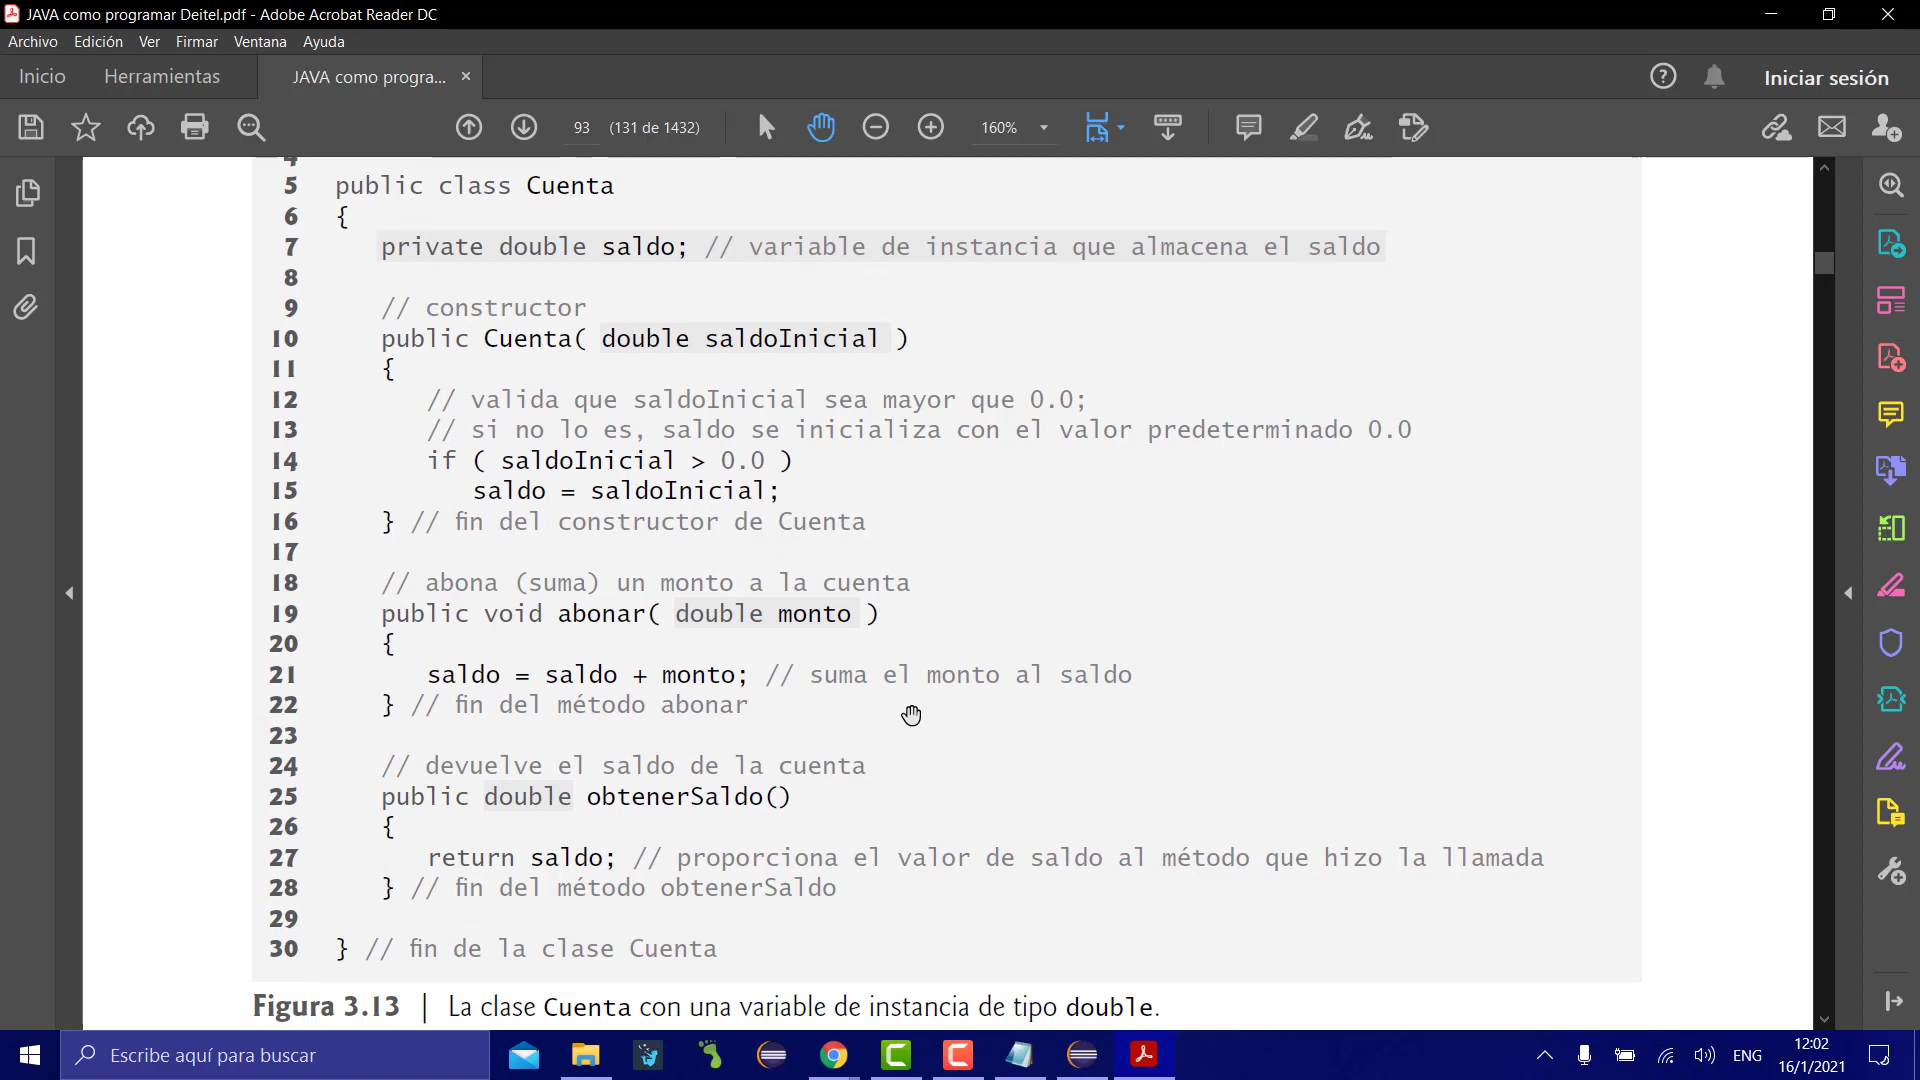 JAVA como programar Deitel.pdf - Adobe Acrobat Reader DC
Archivo Edición Ver Firmar Ventana Ayuda
Inicio Herramientas JAVA como progra... × Iniciar sesión
93 (131 de 1432) 160%
4
5 public class Cuenta
6 {
7 private double saldo; // variable de instancia que almacena el saldo
8
9 // constructor
10 public Cuenta( double saldoInicial )
11 {
12 // valida que saldoInicial sea mayor que 0.0;
13 // si no lo es, saldo se inicializa con el valor predeterminado 0.0
14 if ( saldoInicial > 0.0 )
15 saldo = saldoInicial;
16 } // fin del constructor de Cuenta
17
18 // abona (suma) un monto a la cuenta
19 public void abonar( double monto )
20 {
21 saldo = saldo + monto; // suma el monto al saldo
22 } // fin del método abonar
23
24 // devuelve el saldo de la cuenta
25 public double obtenerSaldo()
26 {
27 return saldo; // proporciona el valor de saldo al método que hizo la llamada
28 } // fin del método obtenerSaldo
29
30 } // fin de la clase Cuenta
Figura 3.13 | La clase Cuenta con una variable de instancia de tipo double.
Escribe aquí para buscar
ENG
12:02
16/1/2021